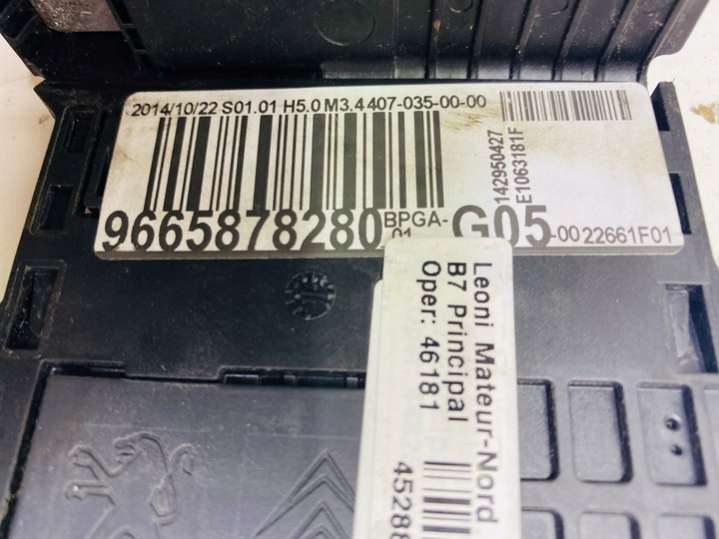 2014/10/22 S01.01 H5.0 M3.4 407-035-00-00
9665878280 BPGA-01 G05-00 22661F01
142950427
E1063181F
Leoni Mateur-Nord
B7 Principal
Oper: 46181
45288